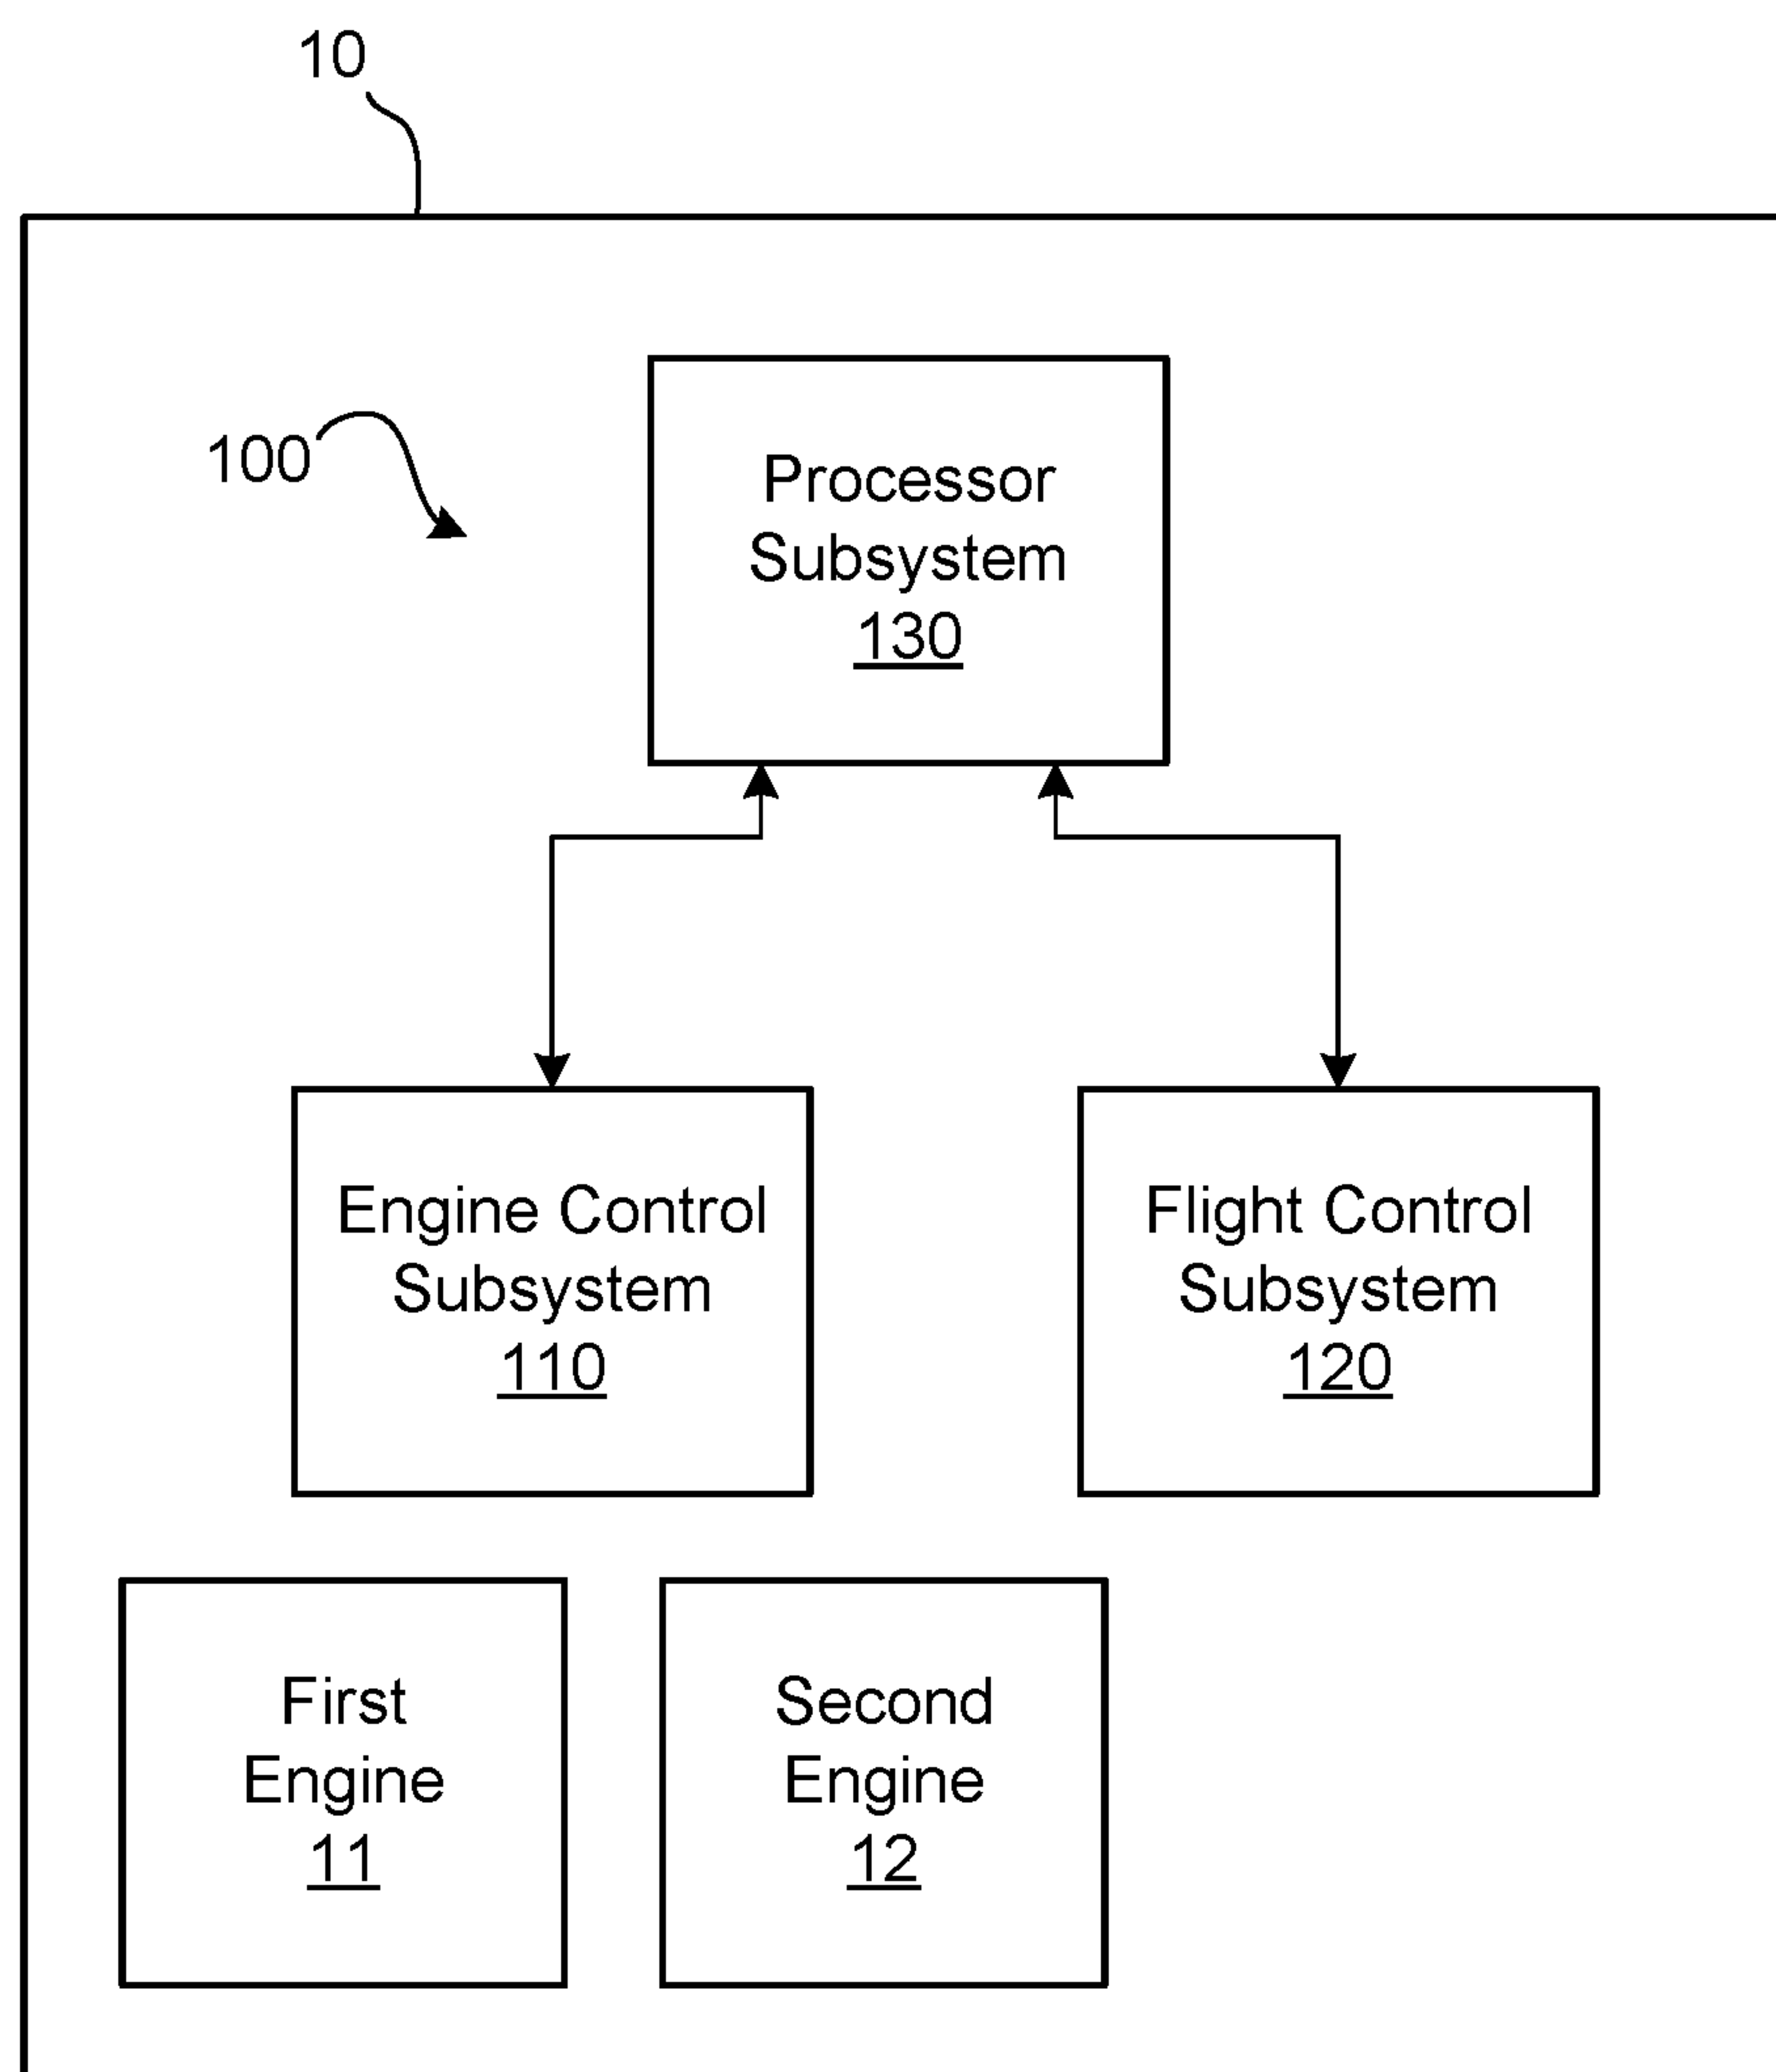 10
100
Processor
Subsystem
130
Engine Control
Subsystem
110
Flight Control
Subsystem
120
First
Engine
11
Second
Engine
12